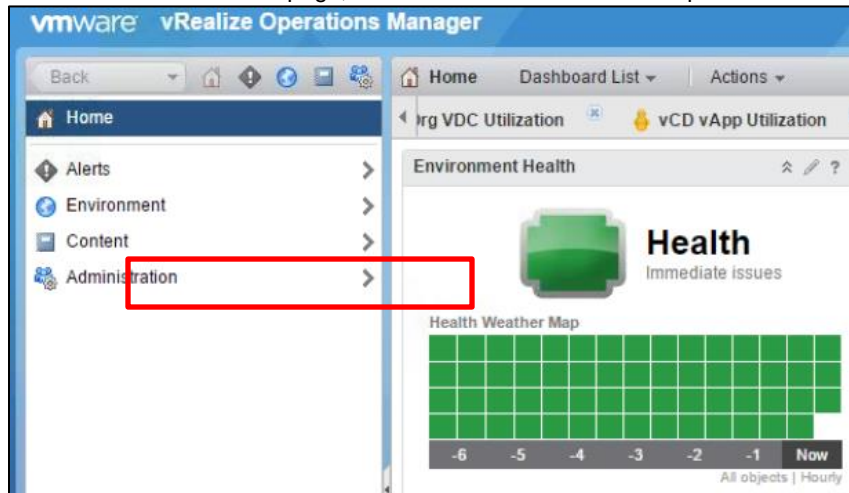 vmware vRealize Operations Manager
Back
Home Dashboard List Actions
Home
Org VDC Utilization vCD vApp Utilization
Alerts
Environment Health ?
Environment
Content
Health
Administration
Immediate issues
Health Weather Map
-6 -5 -4 -3 -2 -1 Now
All objects | Hourly